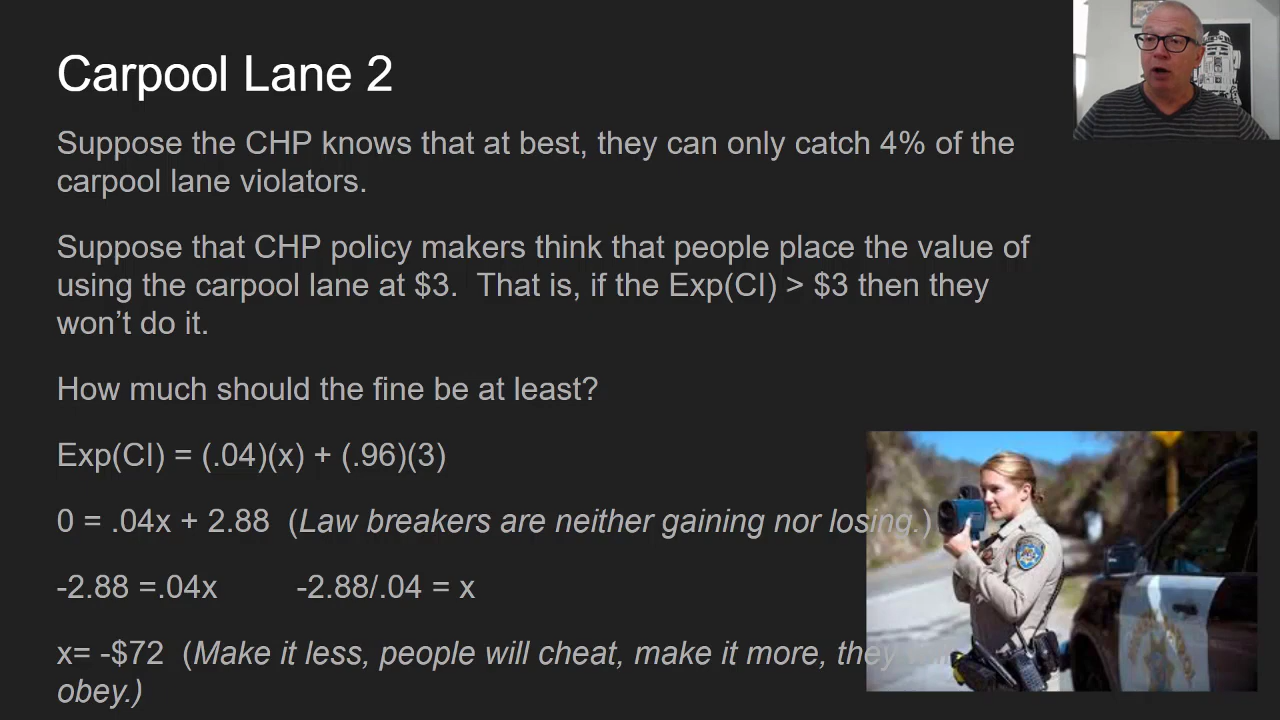 Carpool Lane 2
Suppose the CHP knows that at best, they can only catch 4% of the
carpool lane violators.
Suppose that CHP policy makers think that people place the value of
using the carpool lane at $3.  That is, if the Exp(CI) > $3 then they
won't do it.
How much should the fine be at least?
Exp(CI) = (.04)(x) + (.96)(3)
0 = .04x + 2.88  (Law breakers are neither gaining nor losing.)
-2.88 =.04x -2.88/.04 = x
x= -$72  (Make it less, people will cheat, make it more, they
obey.)